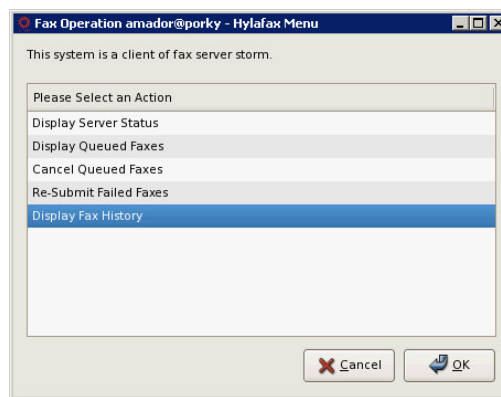 Fax Operation amador@porky - Hylafax Menu
This system is a client of fax server storm.
Please Select an Action
Display Server Status
Display Queued Faxes
Cancel Queued Faxes
Re-Submit Failed Faxes
Display Fax History
Cancel OK